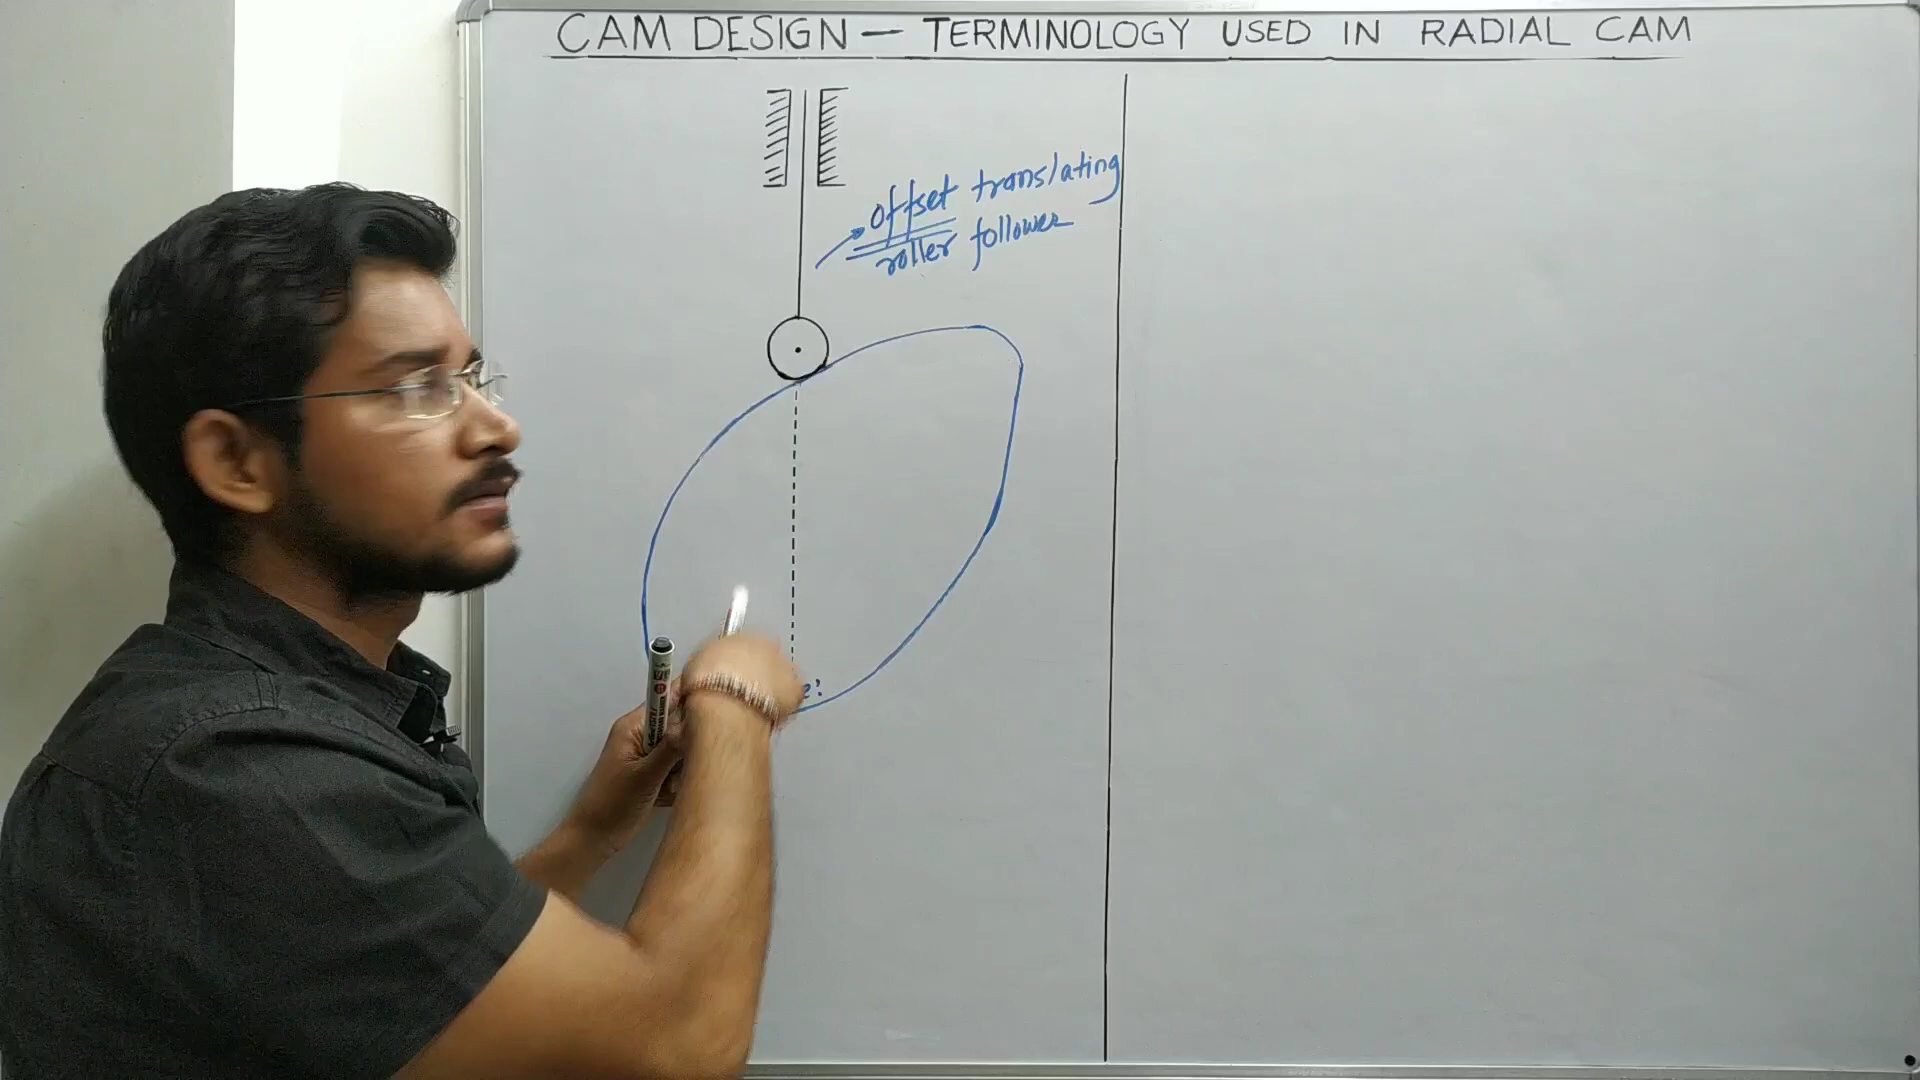 CAM DESIGN — TERMINOLOGY USED IN RADIAL CAM
offset translating
roller follower